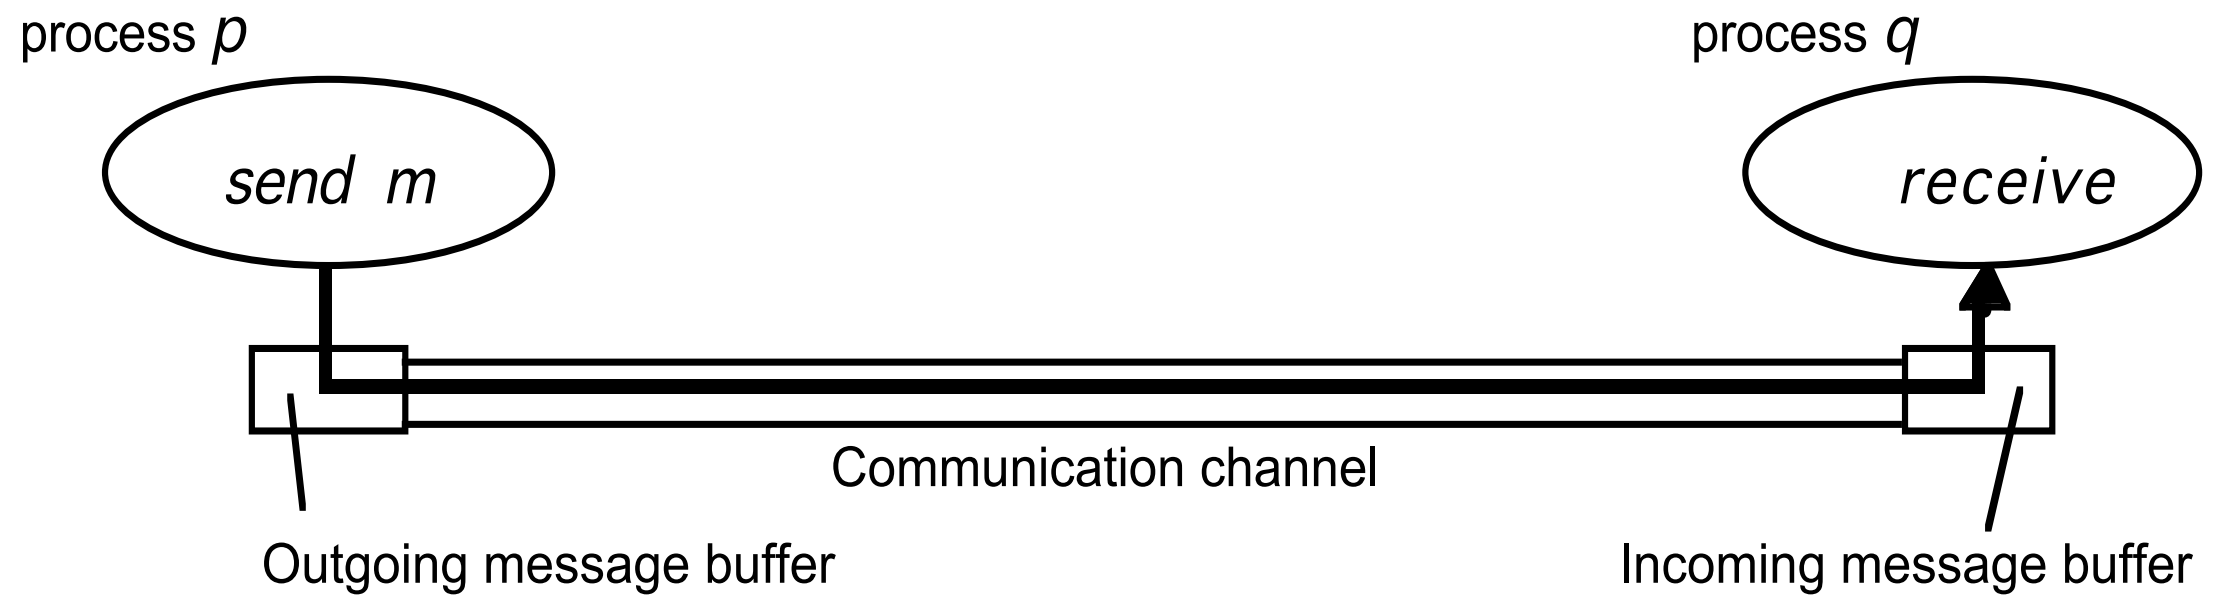 process p
process q
send m
receive
Communication channel
Outgoing message buffer
Incoming message buffer